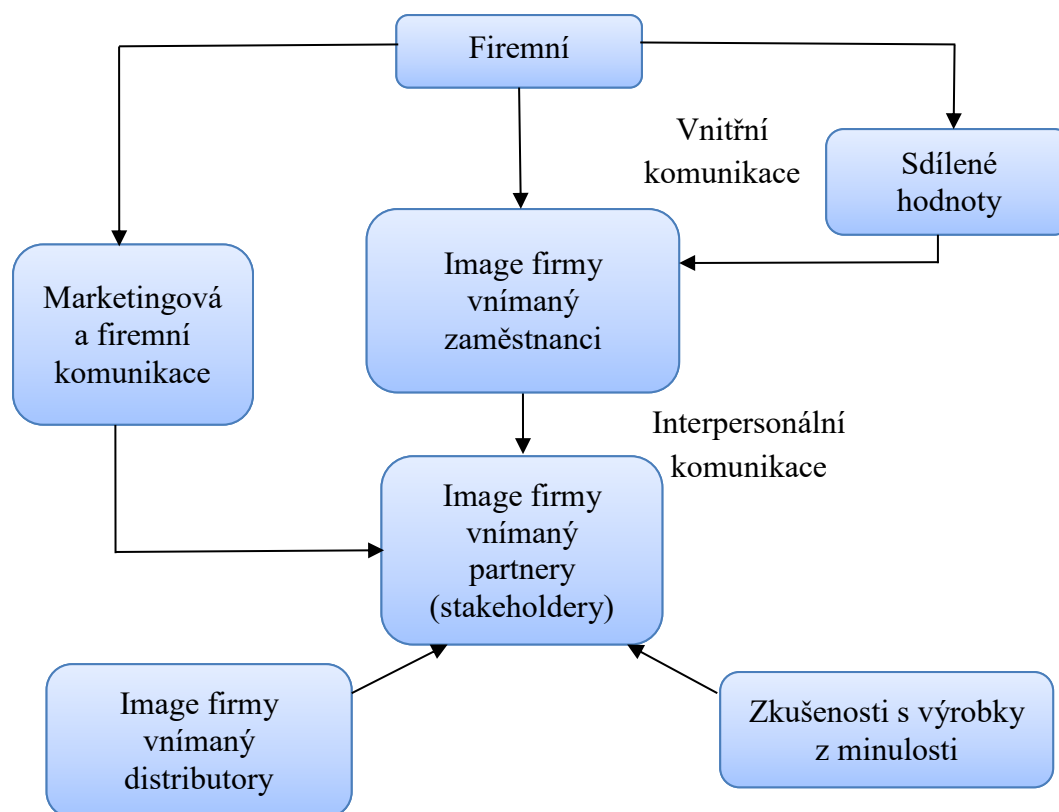 Firemní
Vnitřní
komunikace
Sdílené
hodnoty
Image firmy
vnímaný
zaměstnanci
Marketingová
a firemní
komunikace
Interpersonální
komunikace
Image firmy
vnímaný
partnery
(stakeholdery)
Image firmy
vnímaný
distributory
Zkušenosti s výrobky
z minulosti